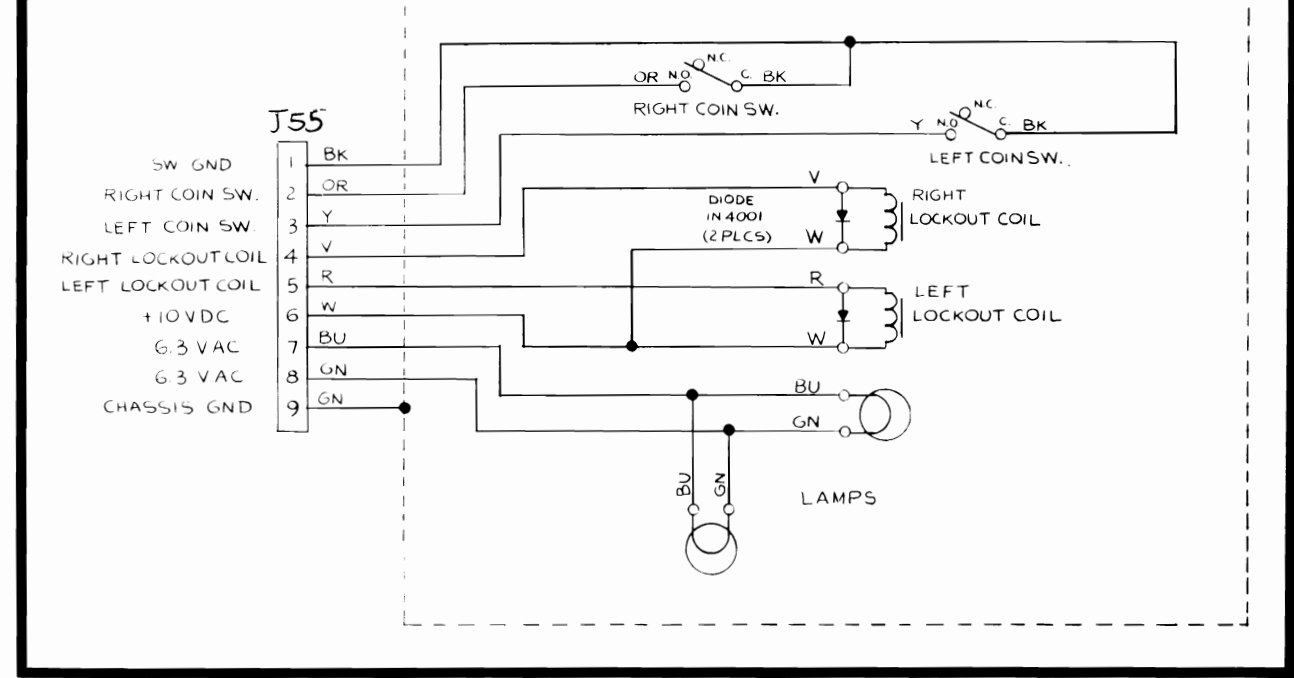 N.C.
OR N.O. C. BK
RIGHT COIN SW.
N.C.
Y N.O C. BK
LEFT COIN SW..
J55
SW GND 1 BK
RIGHT COIN SW. 2 OR
LEFT COIN SW. 3 Y
RIGHT LOCKOUT COIL 4 V
LEFT LOCKOUT COIL 5 R
+10VDC 6 W
6.3 VAC 7 BU
6.3 VAC 8 GN
CHASSIS GND 9 GN
V
DIODE
IN 4001
(2 PLCS)
W
RIGHT
LOCKOUT COIL
R
W
LEFT
LOCKOUT COIL
BU
GN
BU
GN
LAMPS